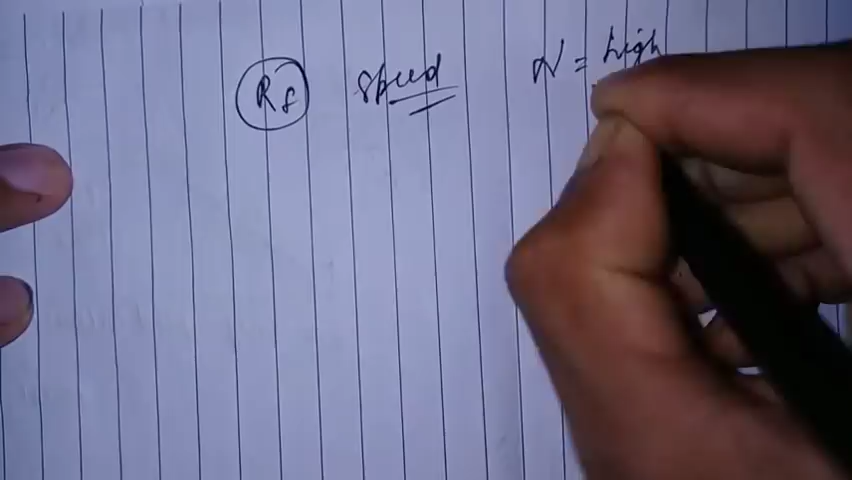 Rf speed N = high